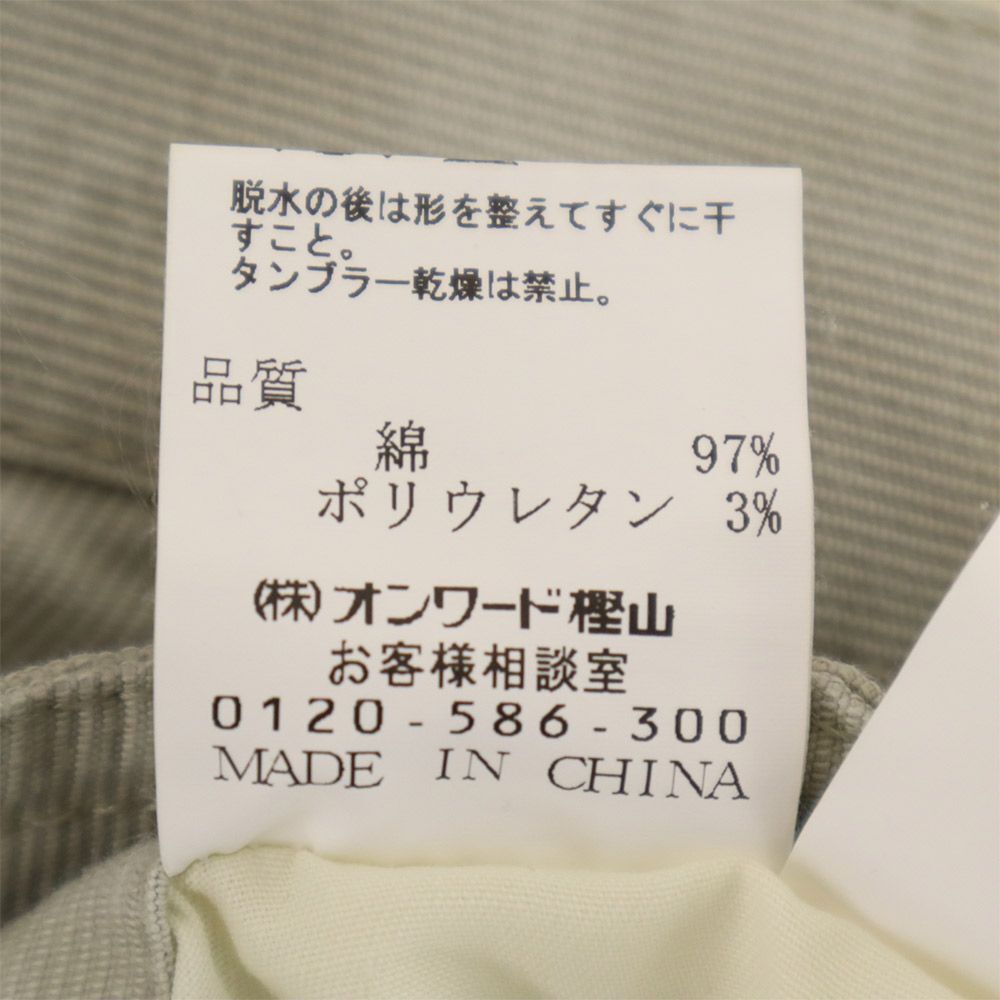 脱水の後は形を整えてすぐに干
すこと。
タンブラー乾燥は禁止。
品質
綿 97%
ポリウレタン 3%
(株)オンワード樫山
お客様相談室
0120-586-300
MADE IN CHINA